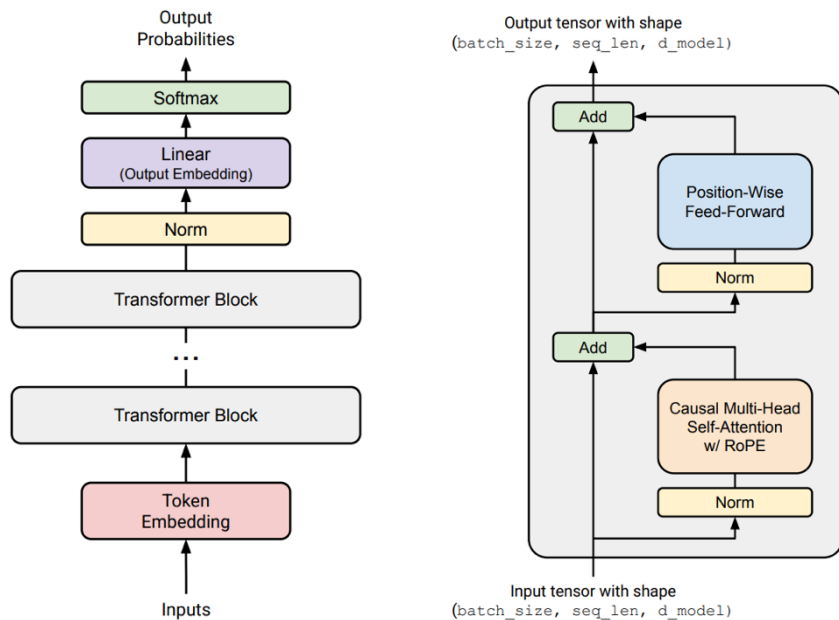 Output
Probabilities
Softmax
Linear
(Output Embedding)
Norm
Transformer Block
...
Transformer Block
Token
Embedding
Inputs
Output tensor with shape
(batch_size, seq_len, d_model)
Add
Position-Wise
Feed-Forward
Norm
Add
Causal Multi-Head
Self-Attention
w/ RoPE
Norm
Input tensor with shape
(batch_size, seq_len, d_model)